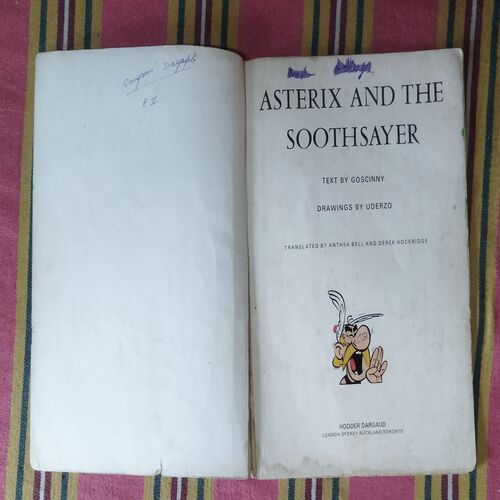 A II
ASTERIX AND THE
SOOTHSAYER
TEXT BY GOSCINNY
DRAWINGS BY UDERZO
TRANSLATED BY ANTHEA BELL AND DEREK HOCKRIDGE
HODDER DARGAUD
LONDON SYDNEY AUCKLAND TORONTO